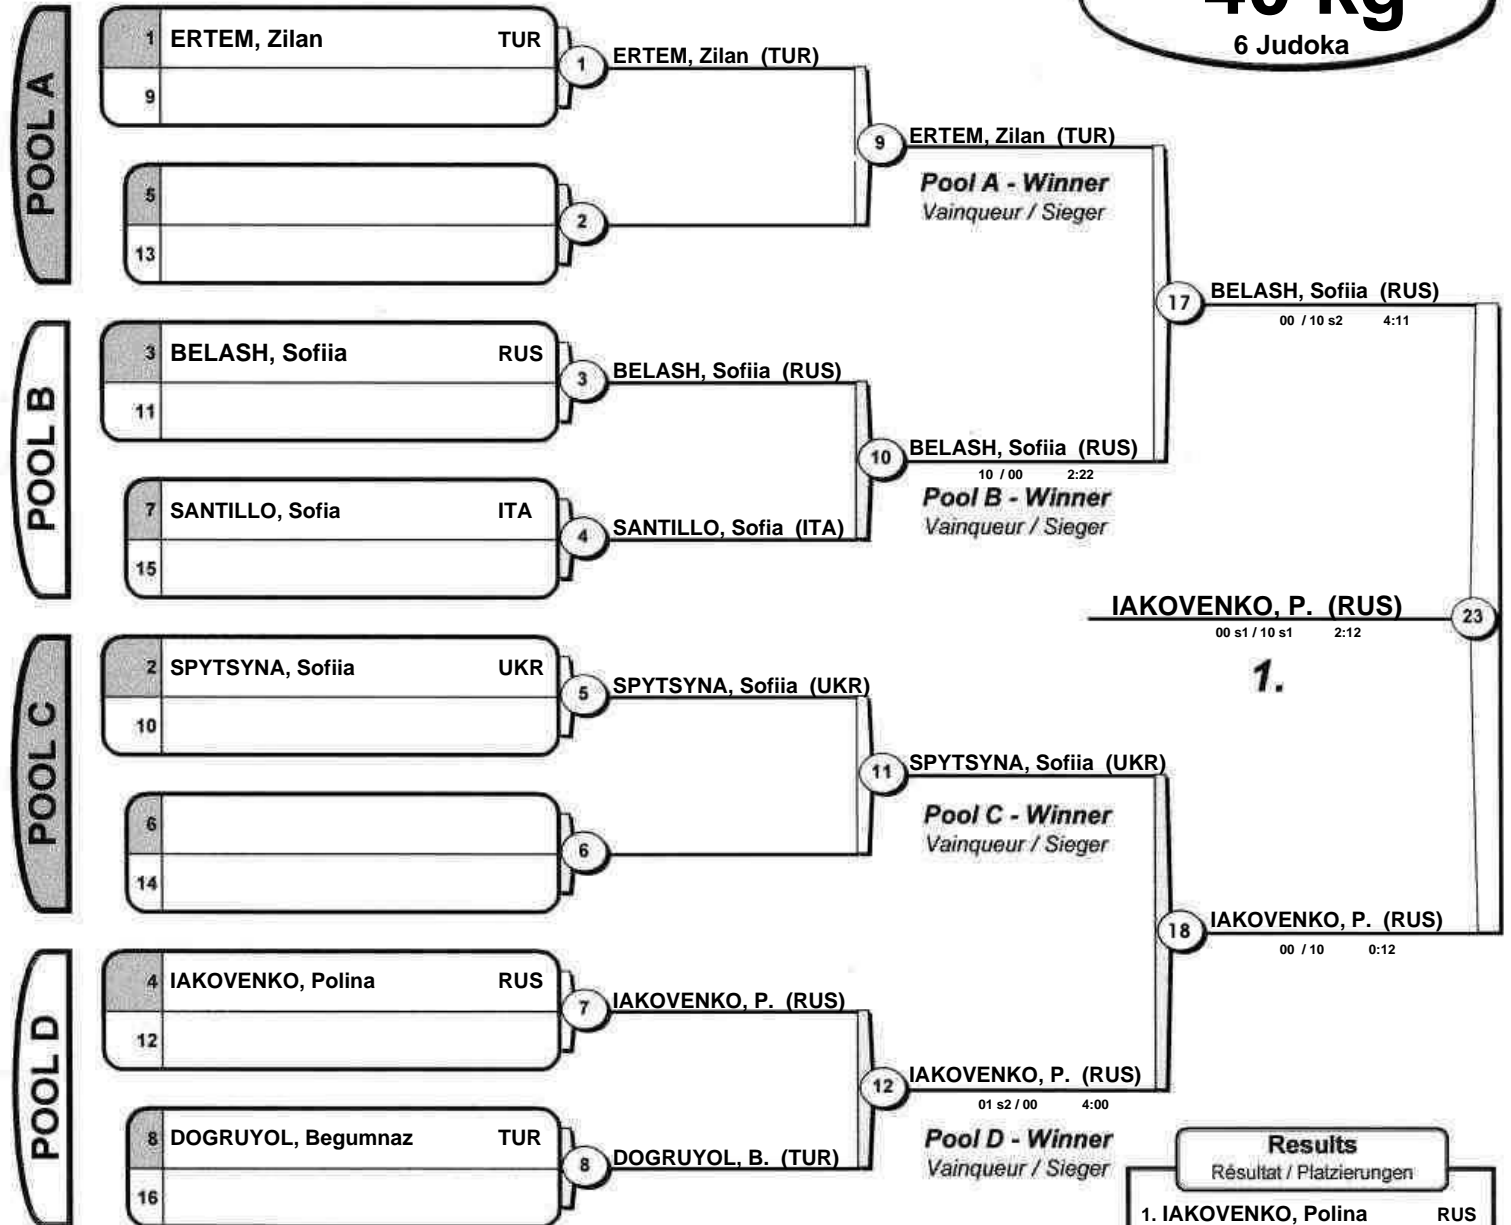 40 kg
6 Judoka
POOL A
1 ERTEM, Zilan TUR
9
5
13
1 ERTEM, Zilan (TUR)
2
9 ERTEM, Zilan (TUR)
Pool A - Winner
Vainqueur / Sieger
POOL B
3 BELASH, Sofiia RUS
11
7 SANTILLO, Sofia ITA
15
3 BELASH, Sofiia (RUS)
4 SANTILLO, Sofia (ITA)
10 BELASH, Sofiia (RUS)
10 / 00 2:22
Pool B - Winner
Vainqueur / Sieger
17 BELASH, Sofiia (RUS)
00 / 10 s2 4:11
POOL C
2 SPYTSYNA, Sofiia UKR
10
6
14
5 SPYTSYNA, Sofiia (UKR)
6
11 SPYTSYNA, Sofiia (UKR)
Pool C - Winner
Vainqueur / Sieger
POOL D
4 IAKOVENKO, Polina RUS
12
8 DOGRUYOL, Begumnaz TUR
16
7 IAKOVENKO, P. (RUS)
8 DOGRUYOL, B. (TUR)
12 IAKOVENKO, P. (RUS)
01 s2 / 00 4:00
Pool D - Winner
Vainqueur / Sieger
18 IAKOVENKO, P. (RUS)
00 / 10 0:12
IAKOVENKO, P. (RUS) 23
00 s1 / 10 s1 2:12
1.
Results
Résultat / Platzierungen
1. IAKOVENKO, Polina RUS